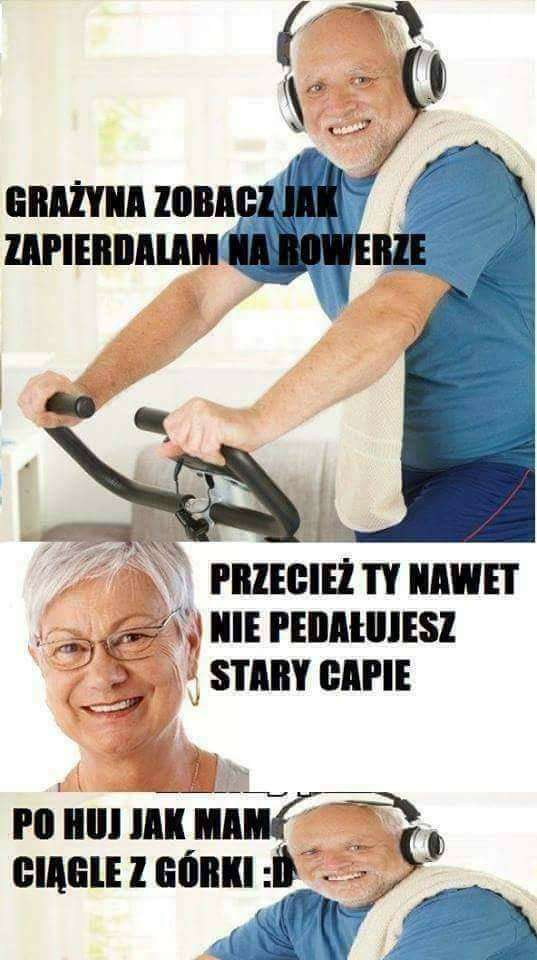 GRAŻYNA ZOBACZ JAK
ZAPIERDALAM NA ROWERZE
PRZECIEŻ TY NAWET
NIE PEDAŁUJESZ
STARY CAPIE
PO HUJ JAK MAM
CIĄGLE Z GÓRKI :D